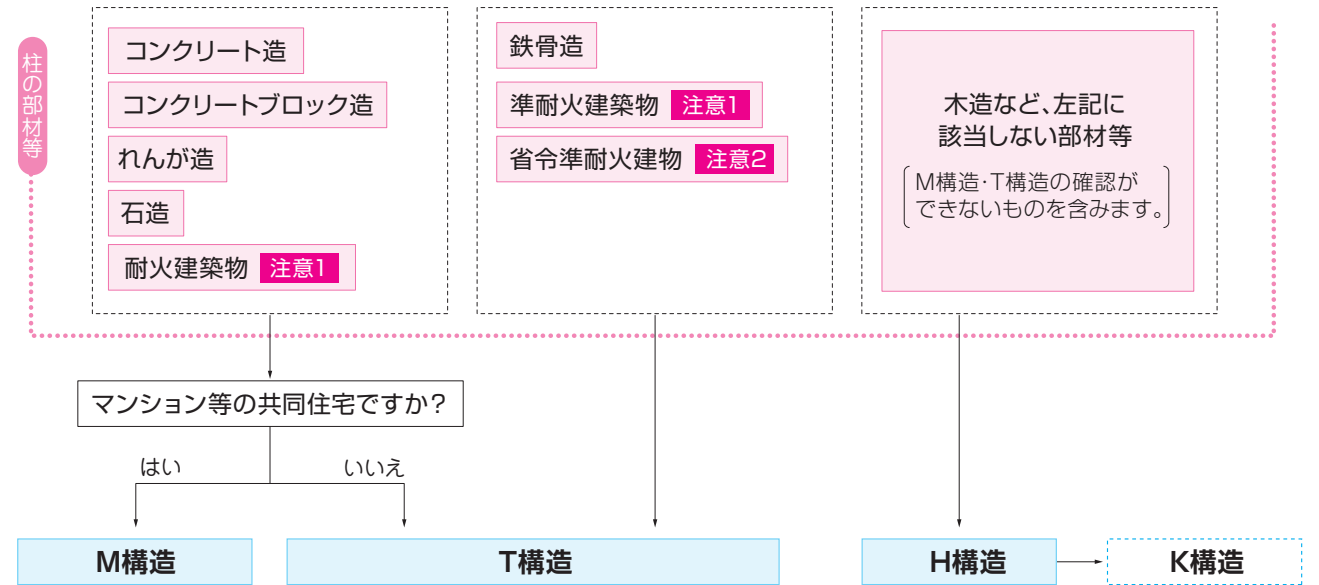 柱の部材等
コンクリート造
コンクリートブロック造
れんが造
石造
耐火建築物 注意1
鉄骨造
準耐火建築物 注意1
省令準耐火建物 注意2
木造など、左記に
該当しない部材等
M構造・T構造の確認が
できないものを含みます。
マンション等の共同住宅ですか?
はい
いいえ
M構造
T構造
H構造
K構造